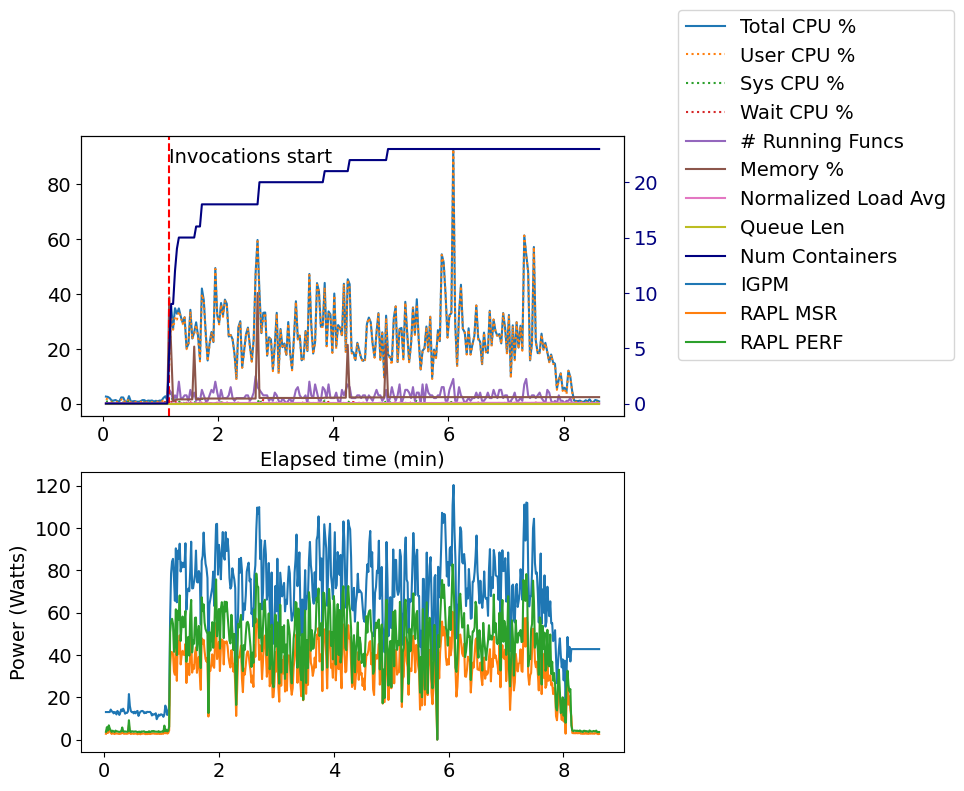 Total CPU %
User CPU %
Sys CPU %
Wait CPU %
# Running Funcs
Memory %
Normalized Load Avg
Queue Len
Num Containers
IGPM
RAPL MSR
RAPL PERF
Invocations start
80
60
40
20
0
20
15
10
5
0
0 2 4 6 8
Elapsed time (min)
Power (Watts)
120
100
80
60
40
20
0
0 2 4 6 8